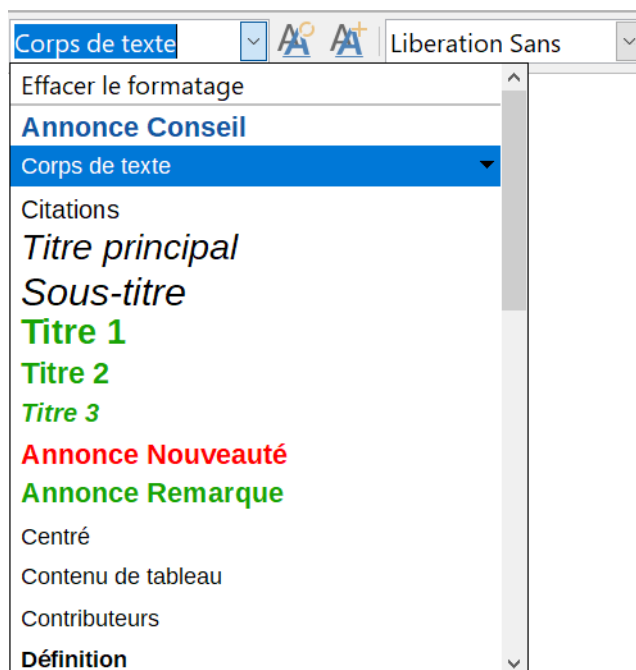 Corps de texte Liberation Sans
Effacer le formatage
Annonce Conseil
Corps de texte
Citations
Titre principal
Sous-titre
Titre 1
Titre 2
Titre 3
Annonce Nouveauté
Annonce Remarque
Centré
Contenu de tableau
Contributeurs
Définition